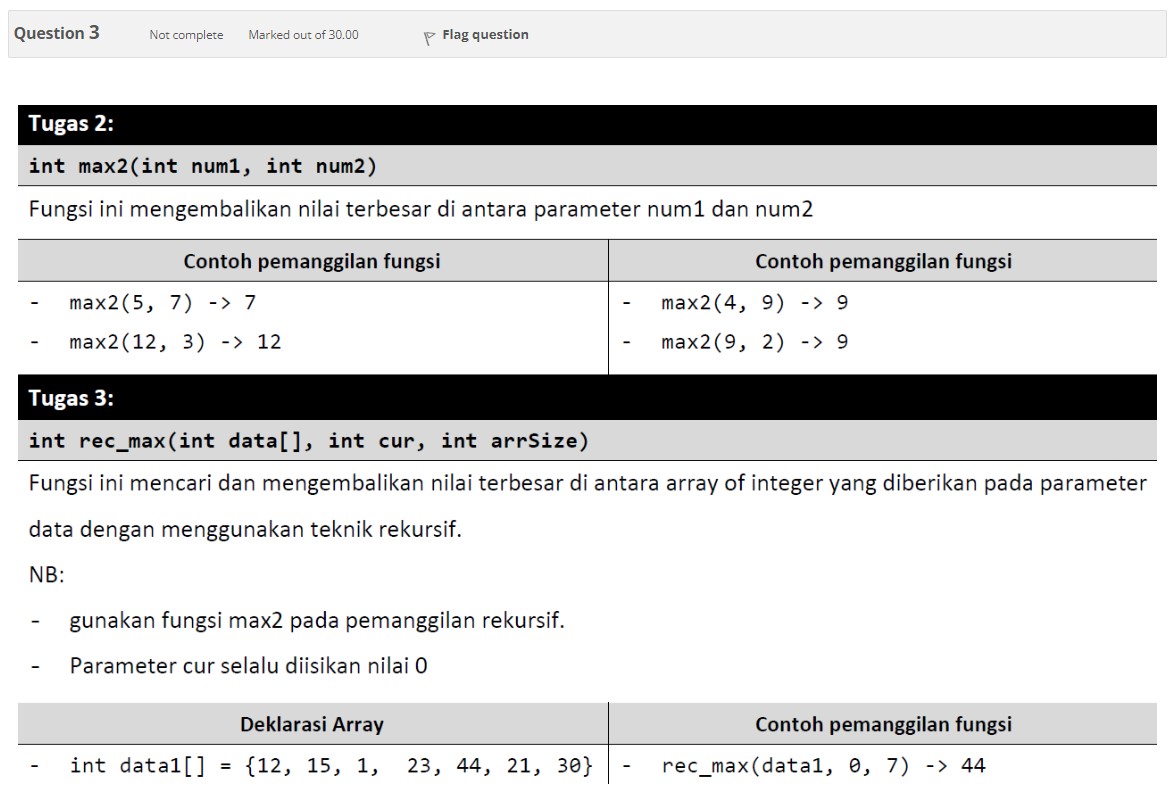 Question 3 Not complete Marked out of 30.00 Flag question
Tugas 2:
int max2(int num1, int num2)
Fungsi ini mengembalikan nilai terbesar di antara parameter num1 dan num2
Contoh pemanggilan fungsi Contoh pemanggilan fungsi
- max2(5, 7) -> 7 - max2(4, 9) -> 9
- max2(12, 3) -> 12 - max2(9, 2) -> 9
Tugas 3:
int rec_max(int data[], int cur, int arrSize)
Fungsi ini mencari dan mengembalikan nilai terbesar di antara array of integer yang diberikan pada parameter
data dengan menggunakan teknik rekursif.
NB:
- gunakan fungsi max2 pada pemanggilan rekursif.
- Parameter cur selalu diisikan nilai 0
Deklarasi Array Contoh pemanggilan fungsi
- int data1[] = {12, 15, 1, 23, 44, 21, 30} - rec_max(data1, 0, 7) -> 44